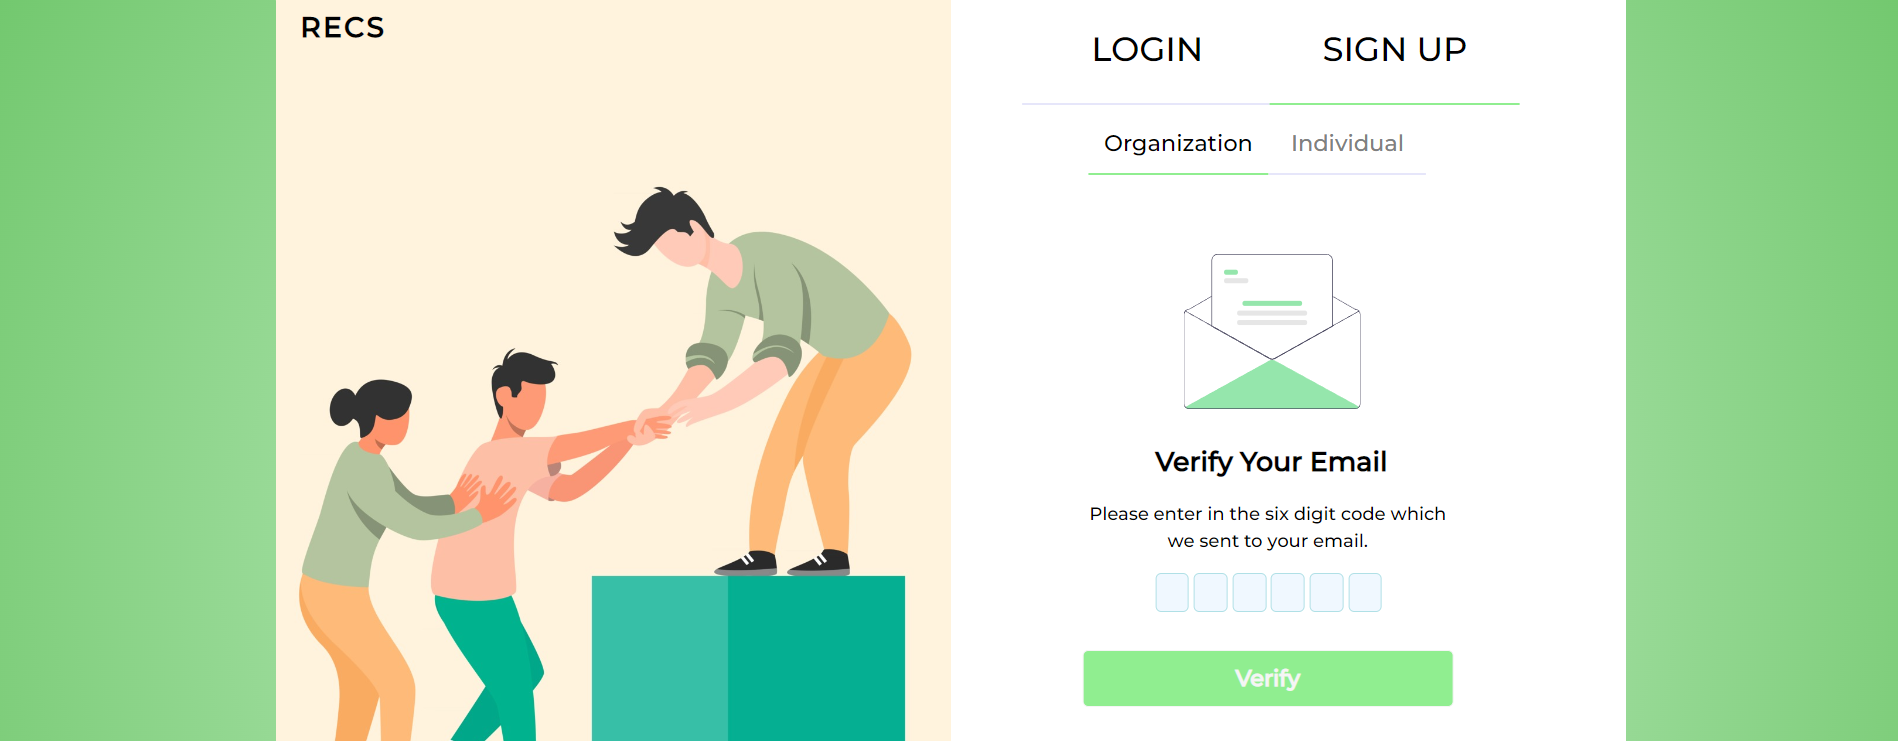 RECS
LOGIN
SIGN UP
Organization
Individual
Verify Your Email
Please enter in the six digit code which
we sent to your email.
Verify